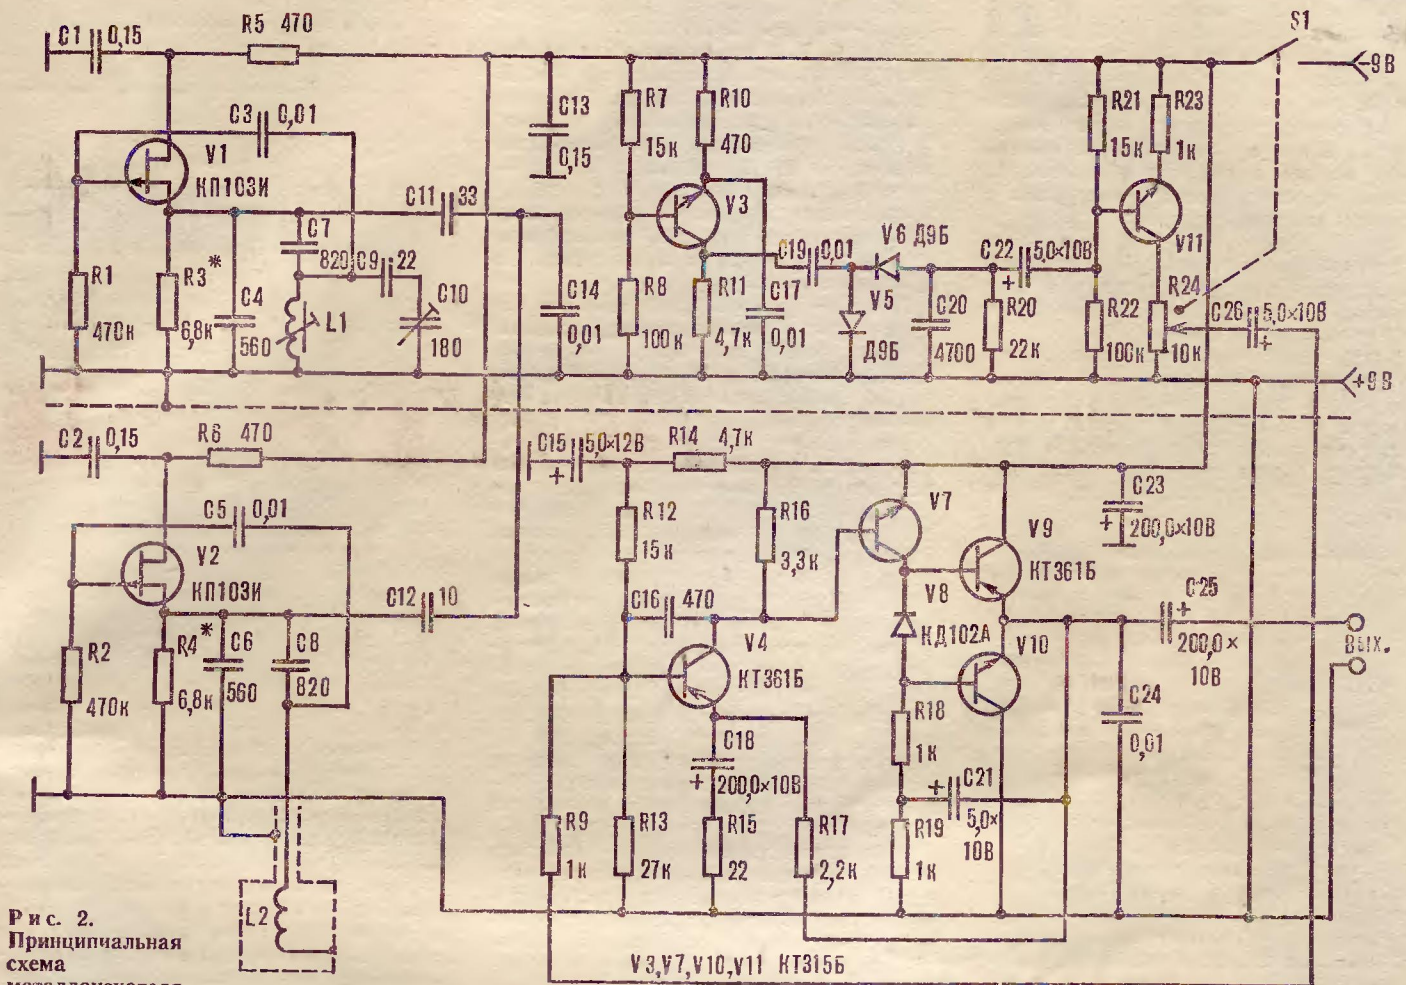 C1 0,15
R5 470
S1
-9В
C3 0,01
C13
0,15
R7
15к
R10
470
R21
15к
R23
1к
V1
КП103И
C11 33
V3
V6 Д9Б
C19 0,01
C22 5,0×10В
V11
C7
820
C9 22
R1
470к
R3*
6,8к
C4
560
L1
C10
180
C14
0,01
R8
100к
R11
4,7к
C17
0,01
V5
Д9Б
C20
4700
R20
22к
R22
100к
R24
10к
C26 5,0×10В
+
+
+9В
C2 0,15
R6 470
C15 5,0×12В
+
R14 4,7к
C5 0,01
R12
15к
R16
3,3к
V7
V9
КТ361Б
C23
+ 200,0×10В
V2
КП103И
C12 10
C16 470
V8
КД102А
C25
+
200,0×
10В
ВЫХ.
V4
КТ361Б
V10
R2
470к
R4*
6,8к
C6
560
C8
820
C24
0,01
R18
1к
C18
+ 200,0×10В
C21
+
5,0×
10В
R9
1к
R13
27к
R15
22
R17
2,2к
R19
1к
L2
Рис. 2.
Принципиальная
схема
V3,V7,V10,V11 КТ315Б